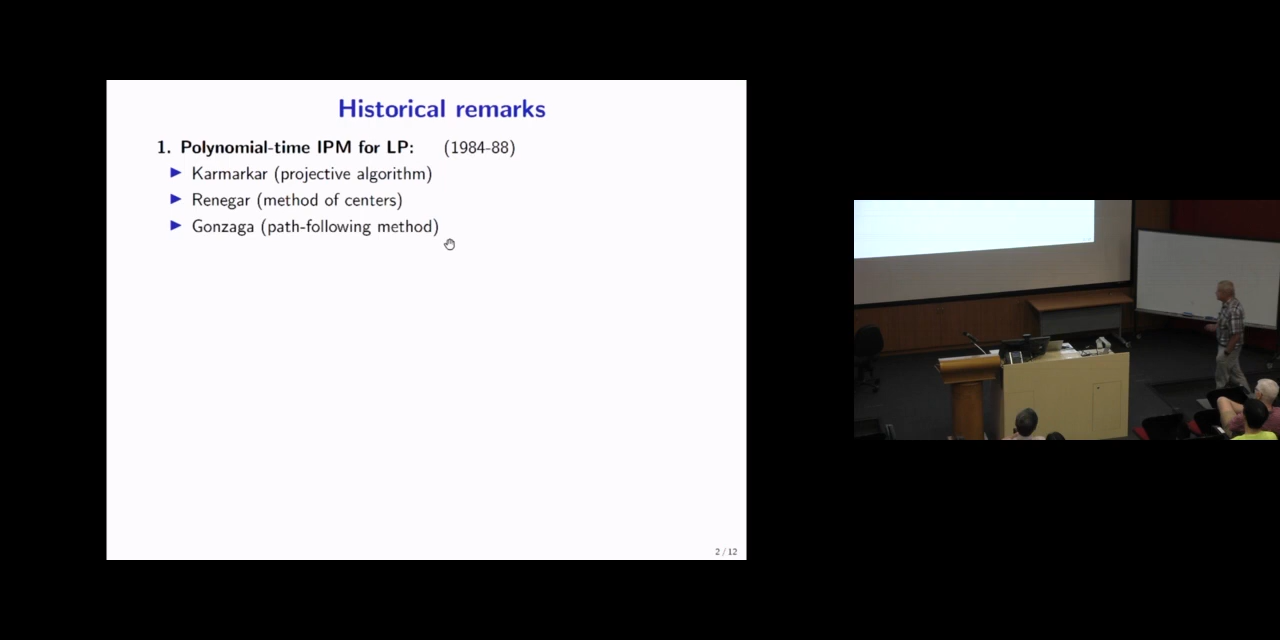 Historical remarks
1. Polynomial-time IPM for LP: (1984-88)
▶ Karmarkar (projective algorithm)
▶ Renegar (method of centers)
▶ Gonzaga (path-following method)
2 / 12